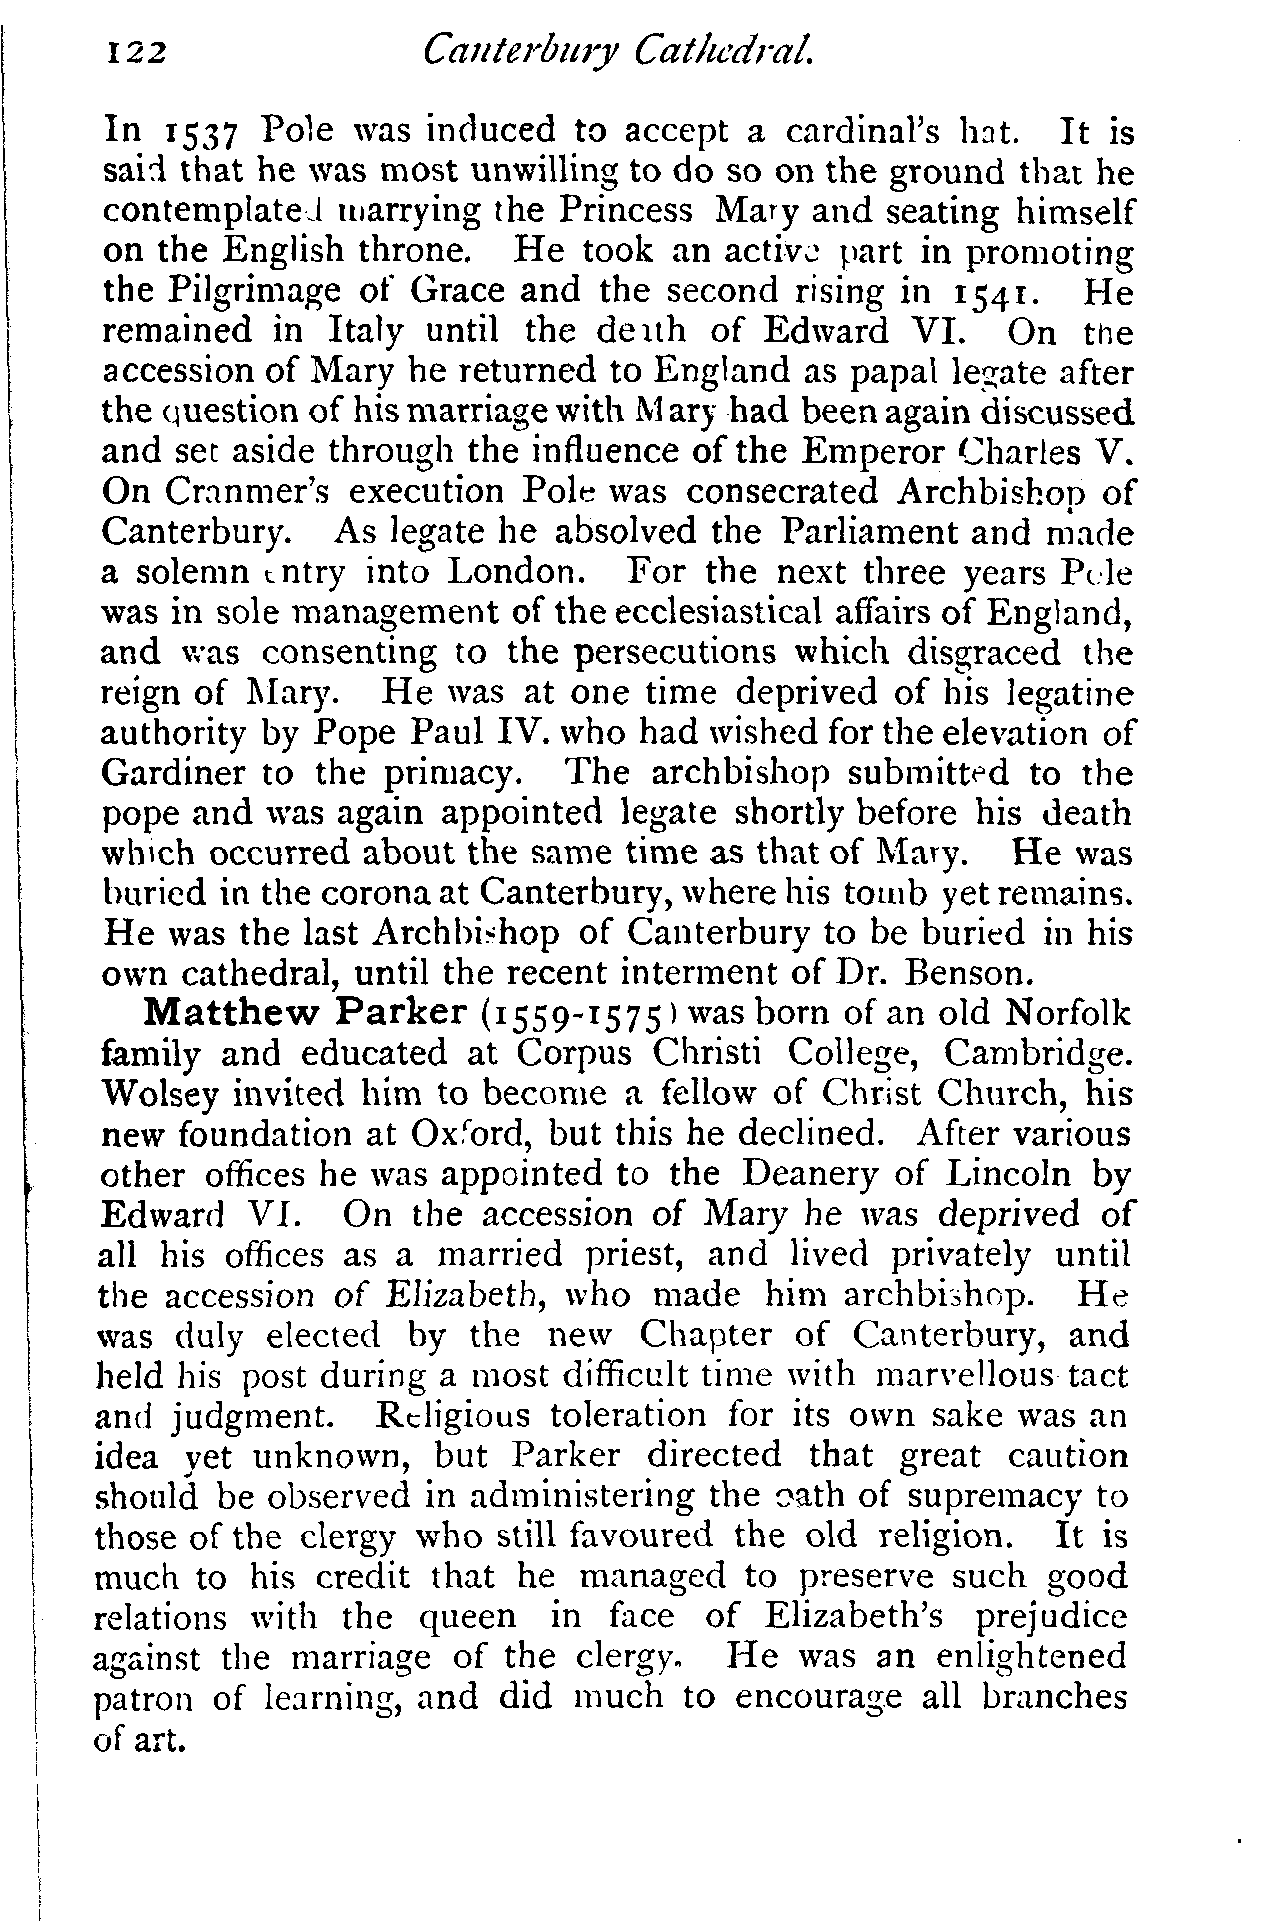 122 Canterbury Cathedral.
In 1537 Pole was induced to accept a cardinal's hat. It is
said that he was most unwilling to do so on the ground that he
contemplated marrying the Princess Mary and seating himself
on the English throne. He took an active part in promoting
the Pilgrimage of Grace and the second rising in 1541. He
remained in Italy until the death of Edward VI. On the
accession of Mary he returned to England as papal legate after
the question of his marriage with Mary had been again discussed
and set aside through the influence of the Emperor Charles V.
On Cranmer's execution Pole was consecrated Archbishop of
Canterbury. As legate he absolved the Parliament and made
a solemn entry into London. For the next three years Pole
was in sole management of the ecclesiastical affairs of England,
and was consenting to the persecutions which disgraced the
reign of Mary. He was at one time deprived of his legatine
authority by Pope Paul IV. who had wished for the elevation of
Gardiner to the primacy. The archbishop submitted to the
pope and was again appointed legate shortly before his death
which occurred about the same time as that of Mary. He was
buried in the corona at Canterbury, where his tomb yet remains.
He was the last Archbishop of Canterbury to be buried in his
own cathedral, until the recent interment of Dr. Benson.
Matthew Parker (1559-1575) was born of an old Norfolk
family and educated at Corpus Christi College, Cambridge.
Wolsey invited him to become a fellow of Christ Church, his
new foundation at Oxford, but this he declined. After various
other offices he was appointed to the Deanery of Lincoln by
Edward VI. On the accession of Mary he was deprived of
all his offices as a married priest, and lived privately until
the accession of Elizabeth, who made him archbishop. He
was duly elected by the new Chapter of Canterbury, and
held his post during a most difficult time with marvellous tact
and judgment. Religious toleration for its own sake was an
idea yet unknown, but Parker directed that great caution
should be observed in administering the oath of supremacy to
those of the clergy who still favoured the old religion. It is
much to his credit that he managed to preserve such good
relations with the queen in face of Elizabeth's prejudice
against the marriage of the clergy. He was an enlightened
patron of learning, and did much to encourage all branches
of art.